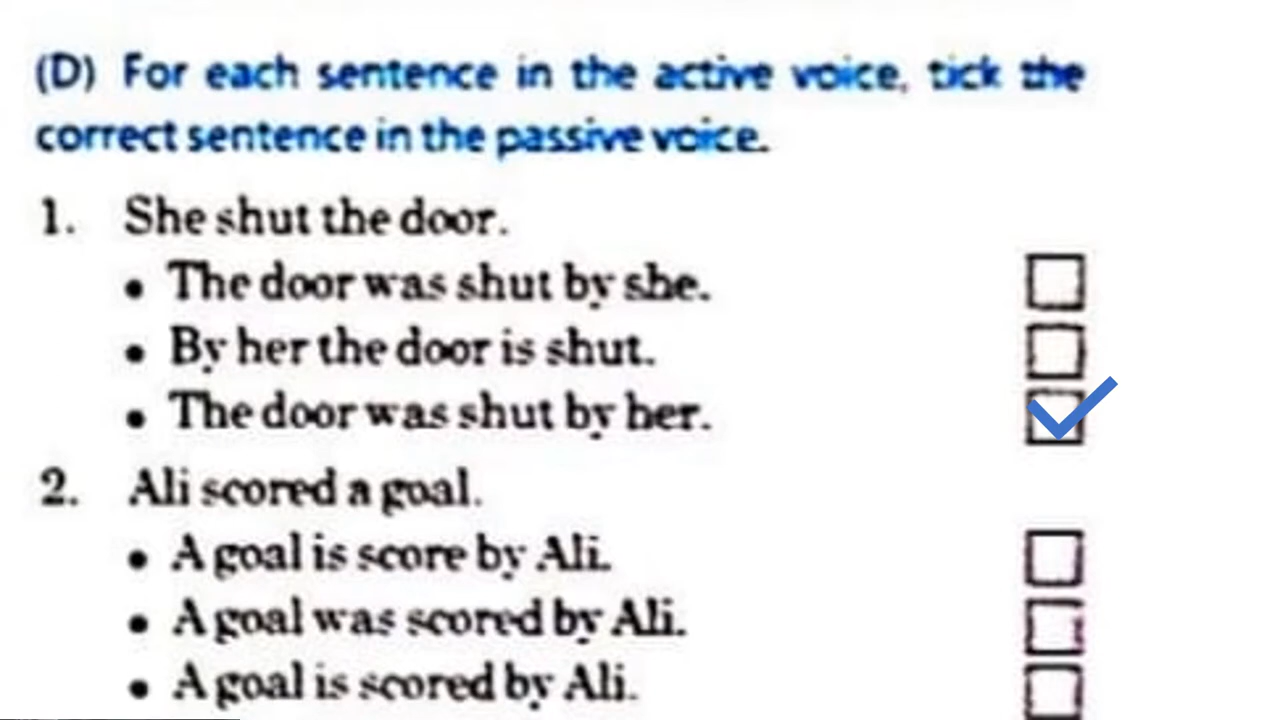 (D) For each sentence in the active voice, tick the
correct sentence in the passive voice.
1. She shut the door.
• The door was shut by she.
• By her the door is shut.
• The door was shut by her.
2. Ali scored a goal.
• A goal is score by Ali.
• A goal was scored by Ali.
• A goal is scored by Ali.